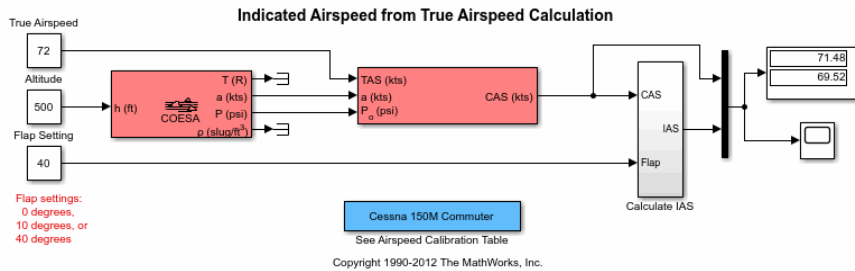 Indicated Airspeed from True Airspeed Calculation
True Airspeed
72
Altitude
500
Flap Setting
40
Flap settings:
0 degrees,
10 degrees, or
40 degrees
h (ft)
COESA
T (R)
a (kts)
P (psi)
ρ (slug/ft³)
TAS (kts)
a (kts)
P₀ (psi)
CAS (kts)
CAS
IAS
Flap
Calculate IAS
71.48
69.52
Cessna 150M Commuter
See Airspeed Calibration Table
Copyright 1990-2012 The MathWorks, Inc.